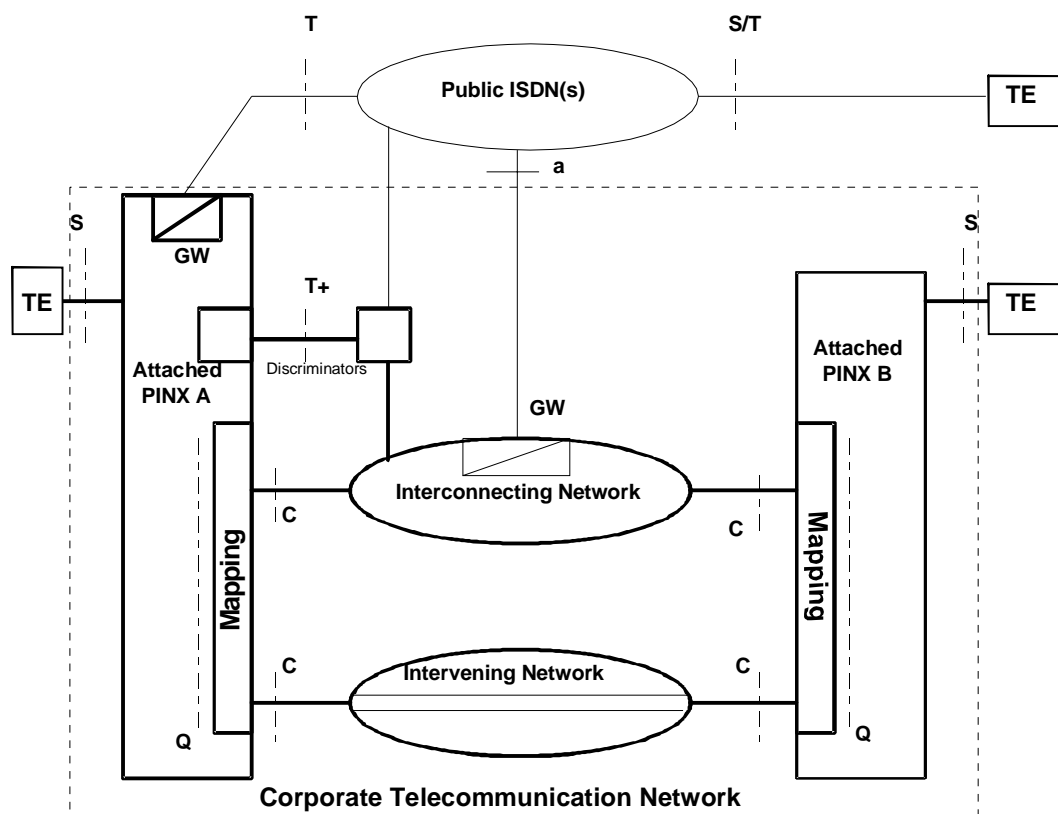 T
S/T
Public ISDN(s)
TE
a
S
GW
S
TE
T+
TE
Discriminators
Attached
PINX A
Attached
PINX B
GW
Interconnecting Network
C
C
Mapping
Mapping
C
Intervening Network
C
Q
Q
Corporate Telecommunication Network